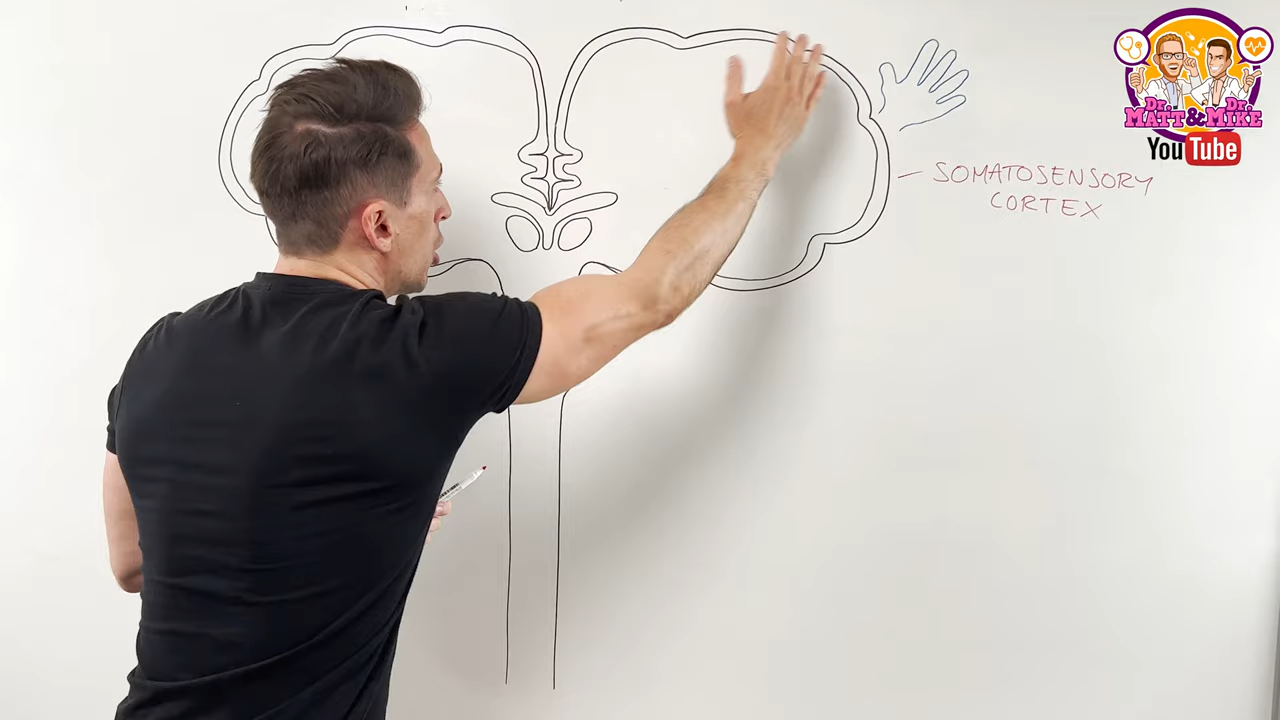 Dr. Dr.
MATT & MIKE
YouTube
— SOMATOSENSORY
CORTEX